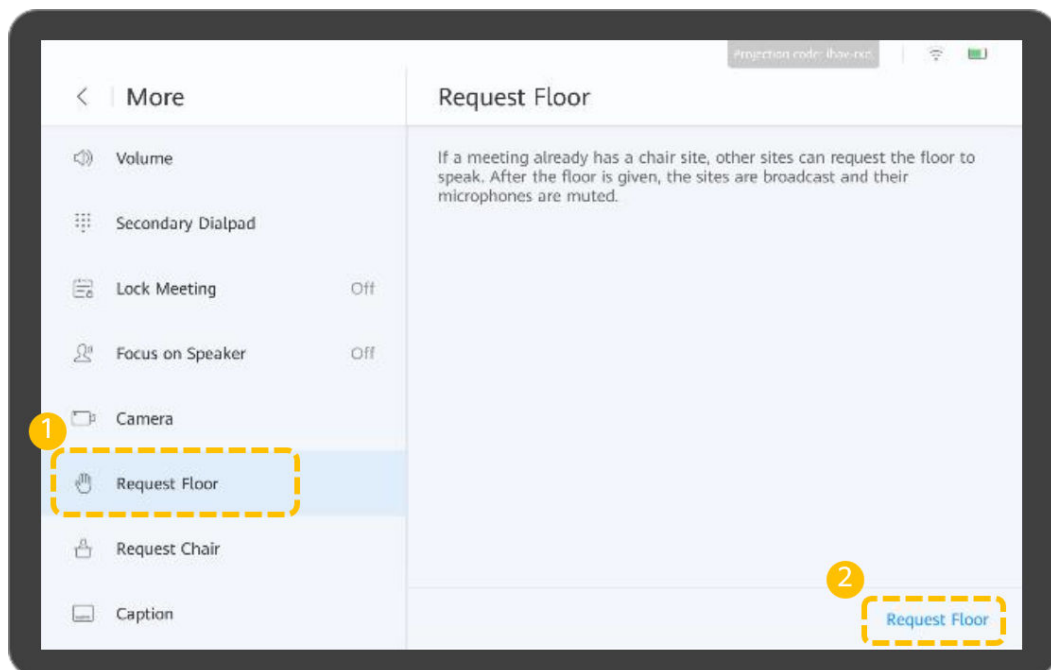 Projection code:
More
Request Floor
Volume
If a meeting already has a chair site, other sites can request the floor to
speak. After the floor is given, the sites are broadcast and their
microphones are muted.
Secondary Dialpad
Lock Meeting Off
Focus on Speaker Off
1
Camera
Request Floor
Request Chair
2
Caption
Request Floor